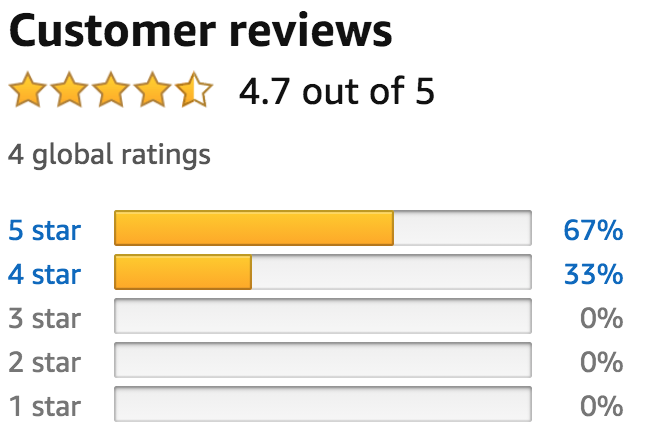 Customer reviews
4.7 out of 5
4 global ratings
5 star 67%
4 star 33%
3 star 0%
2 star 0%
1 star 0%